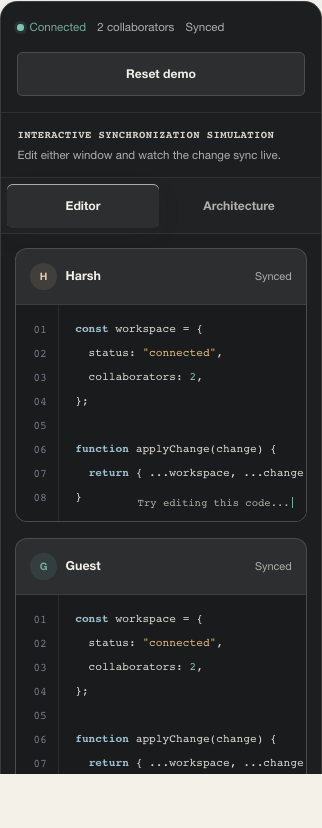 Connected 2 collaborators Synced
Reset demo
INTERACTIVE SYNCHRONIZATION SIMULATION
Edit either window and watch the change sync live.
Editor Architecture
H Harsh Synced
01 const workspace = {
02 status: "connected",
03 collaborators: 2,
04 };
05
06 function applyChange(change) {
07 return { ...workspace, ...change
08 }
Try editing this code...
G Guest Synced
01 const workspace = {
02 status: "connected",
03 collaborators: 2,
04 };
05
06 function applyChange(change) {
07 return { ...workspace, ...change